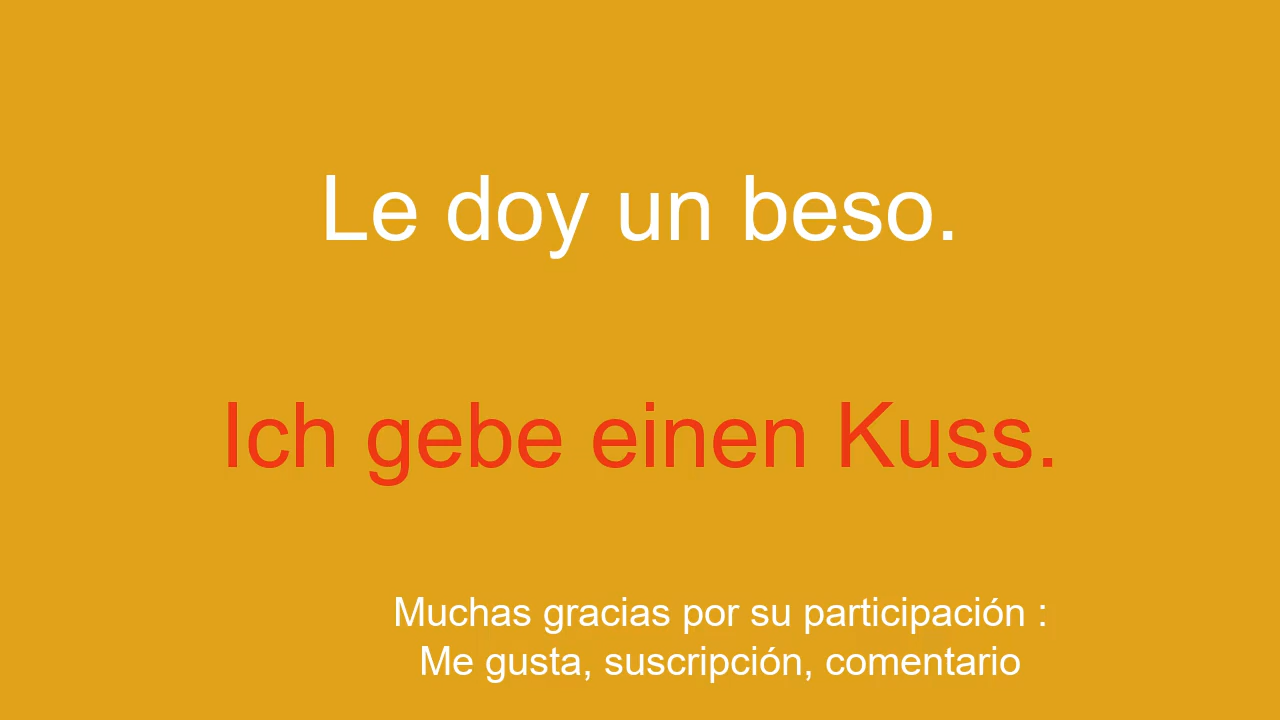 Le doy un beso.
Ich gebe einen Kuss.
Muchas gracias por su participación :
Me gusta, suscripción, comentario